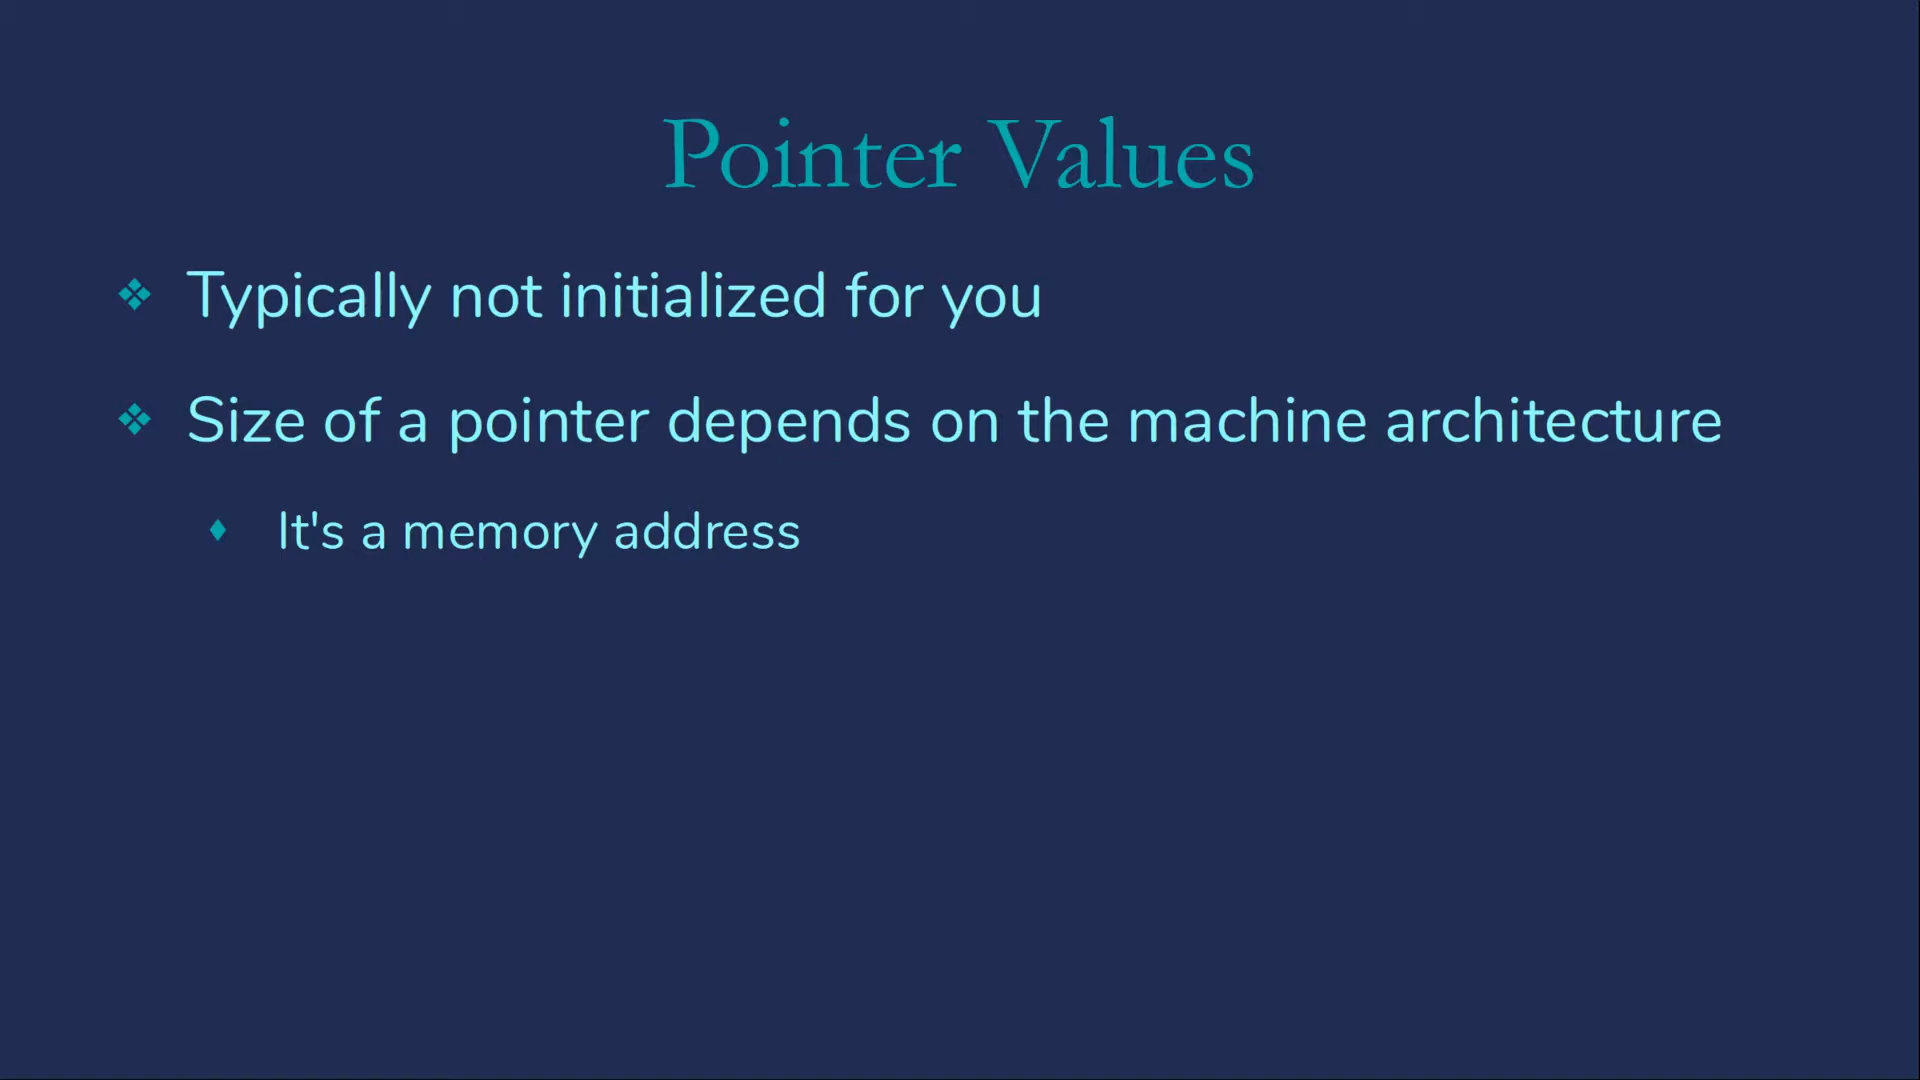 Pointer Values
❖ Typically not initialized for you
❖ Size of a pointer depends on the machine architecture
♦ It's a memory address